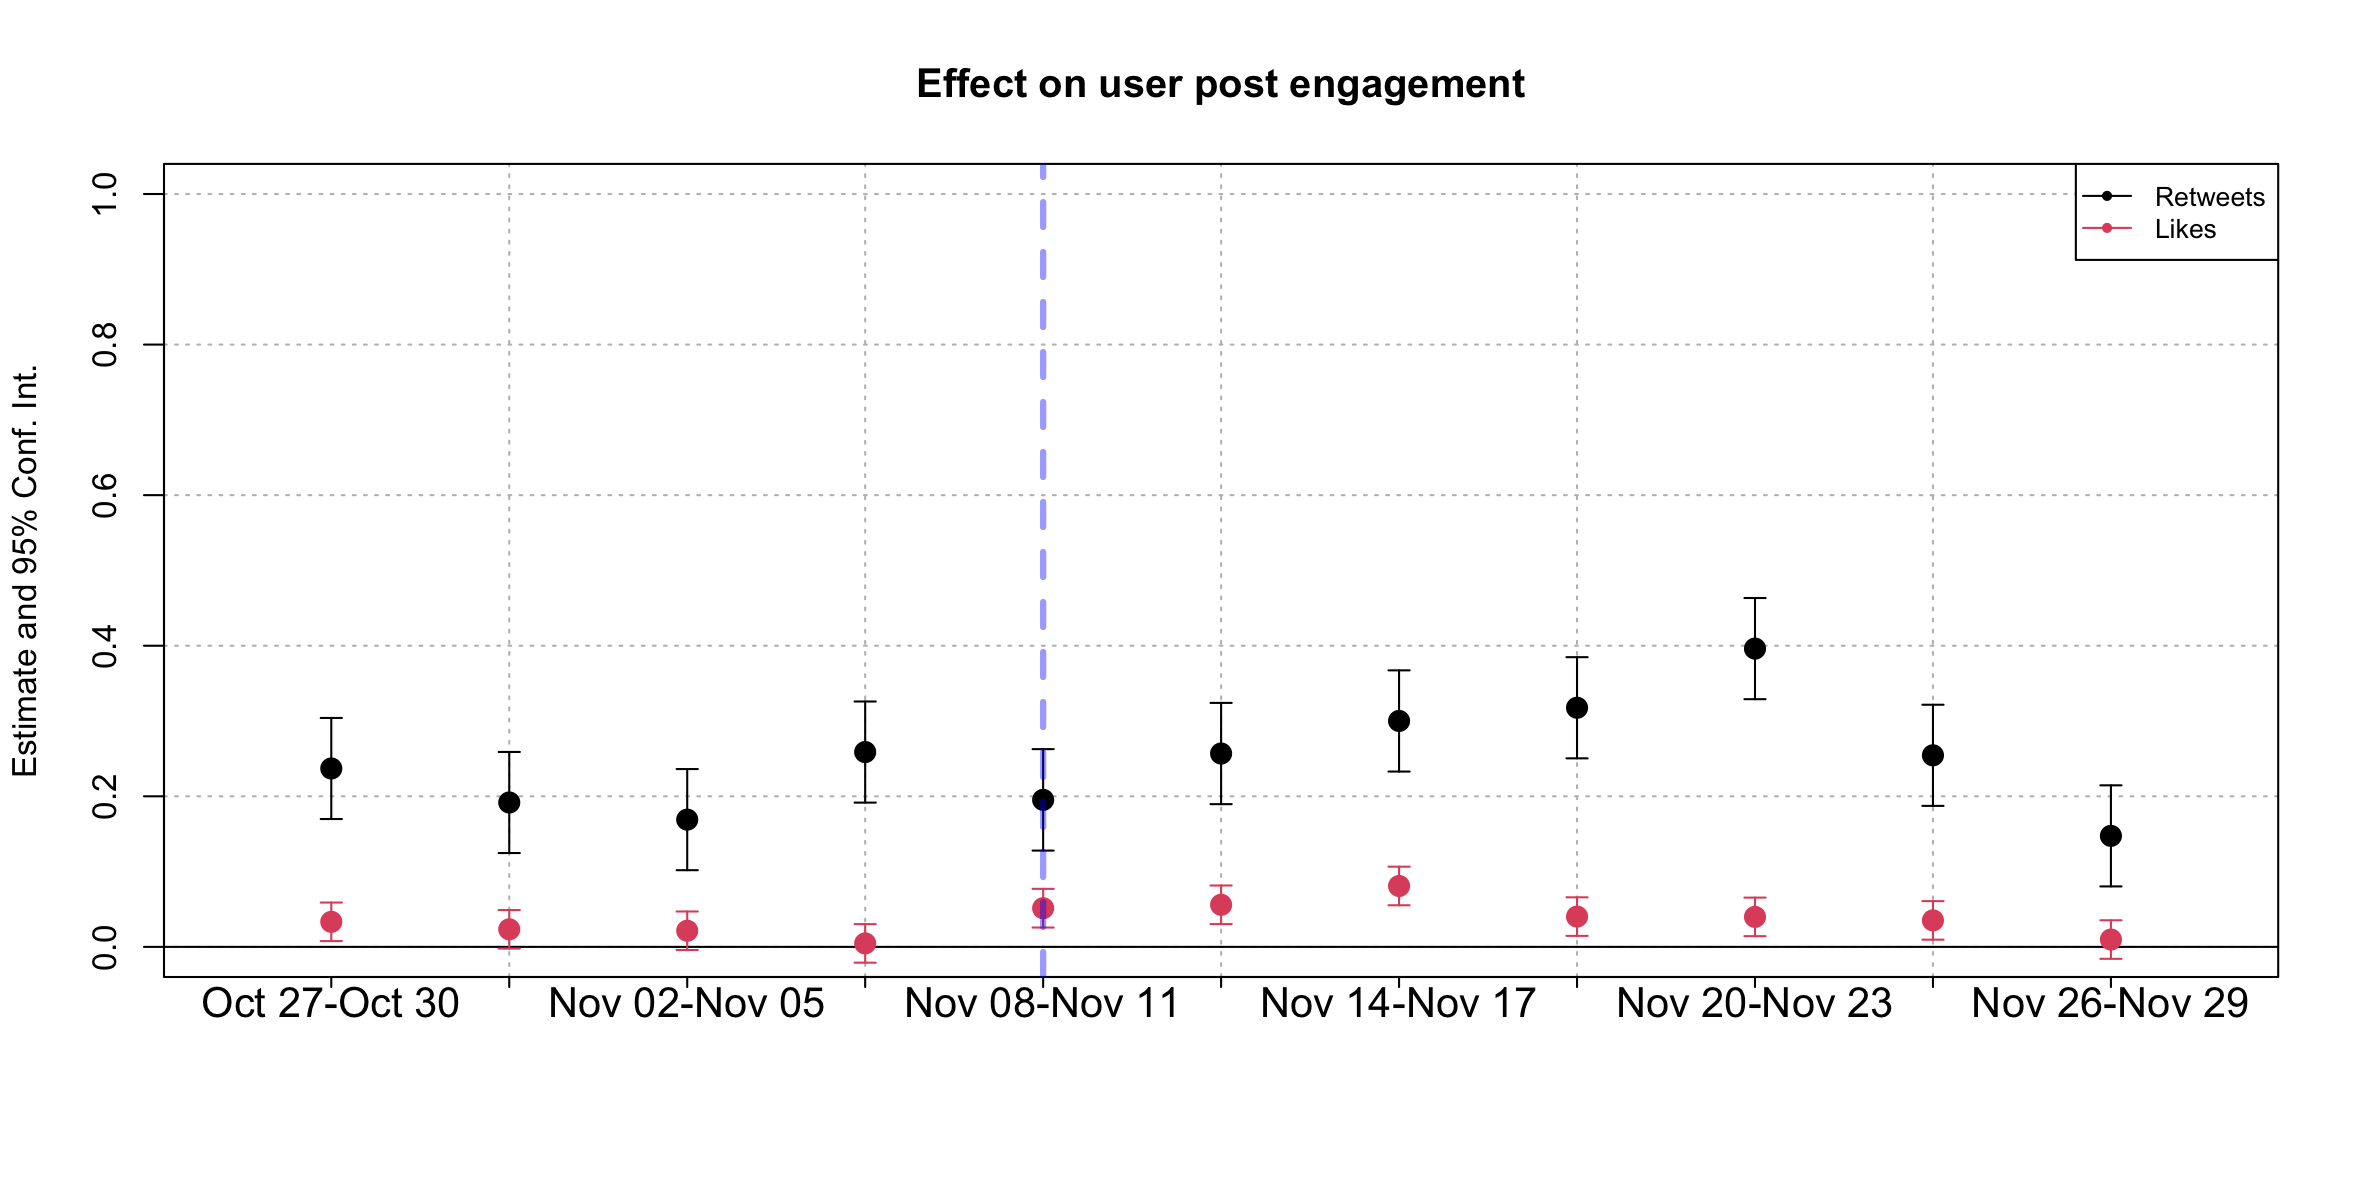 Effect on user post engagement
Retweets
Likes
Estimate and 95% Conf. Int.
1.0
0.8
0.6
0.4
0.2
0.0
Oct 27-Oct 30 Nov 02-Nov 05 Nov 08-Nov 11 Nov 14-Nov 17 Nov 20-Nov 23 Nov 26-Nov 29